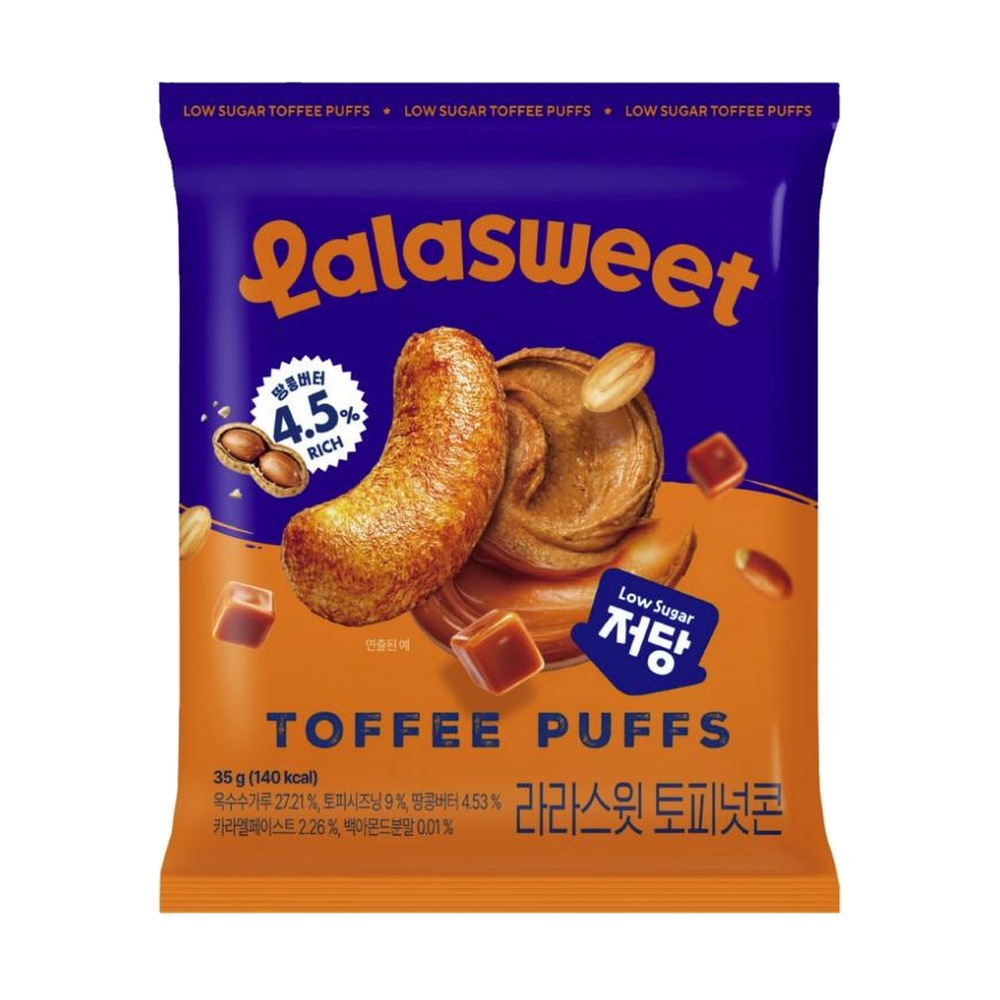 LOW SUGAR TOFFEE PUFFS ★ LOW SUGAR TOFFEE PUFFS ★ LOW SUGAR TOFFEE PUFFS
Lalasweet
땅콩버터
4.5%
RICH
Low Sugar
저당
연출된 예
TOFFEE PUFFS
35 g (140 kcal)
옥수수가루 27.21 %, 토피시즈닝 9 %, 땅콩버터 4.53 %
카라멜페이스트 2.26 %, 백아몬드분말 0.01 %
라라스윗 토피넛콘